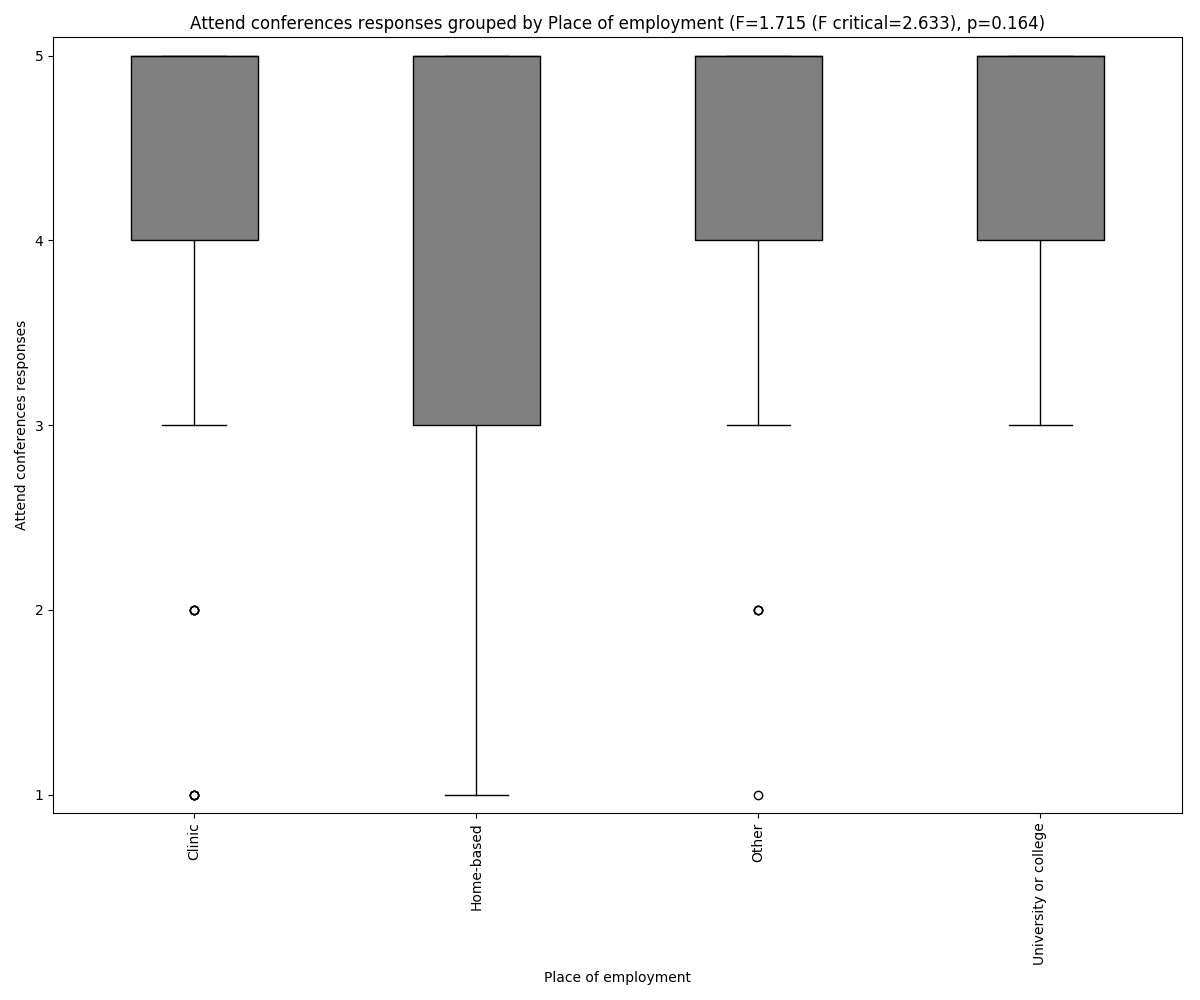 Attend conferences responses grouped by Place of employment (F=1.715 (F critical=2.633), p=0.164)
5
4
3
2
1
Attend conferences responses
Clinic
Home-based
Other
University or college
Place of employment